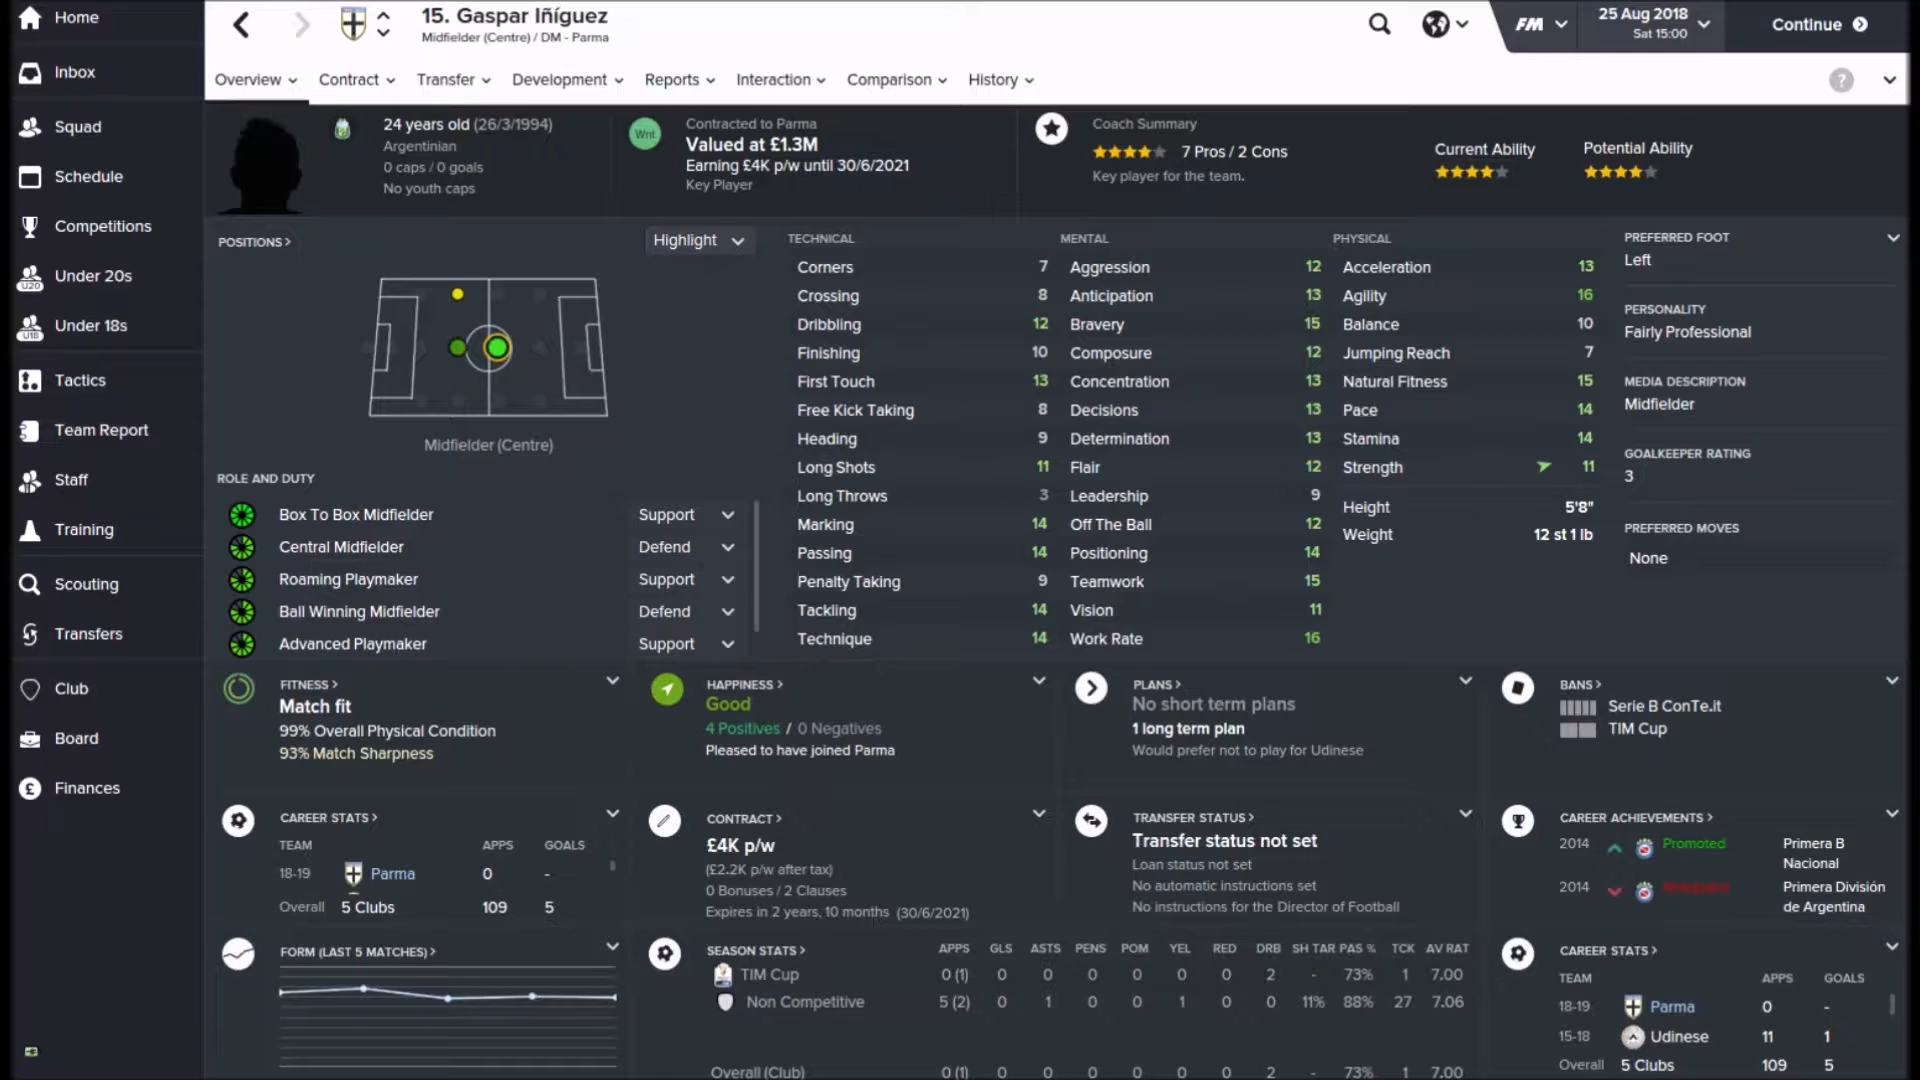 Home
Inbox
Squad
Schedule
Competitions
U20
Under 20s
U18
Under 18s
Tactics
Team Report
Staff
Training
Scouting
Transfers
Club
Board
£ Finances
15. Gaspar Iñíguez
Midfielder (Centre) / DM - Parma
FM
25 Aug 2018
Sat 15:00
Continue
Overview Contract Transfer Development Reports Interaction Comparison History
?
24 years old (26/3/1994)
Argentinian
0 caps / 0 goals
No youth caps
Wnt
Contracted to Parma
Valued at £1.3M
Earning £4K p/w until 30/6/2021
Key Player
Coach Summary
7 Pros / 2 Cons
Key player for the team.
Current Ability
Potential Ability
POSITIONS >
Highlight
Midfielder (Centre)
ROLE AND DUTY
Box To Box Midfielder Support
Central Midfielder Defend
Roaming Playmaker Support
Ball Winning Midfielder Defend
Advanced Playmaker Support
TECHNICAL
Corners 7
Crossing 8
Dribbling 12
Finishing 10
First Touch 13
Free Kick Taking 8
Heading 9
Long Shots 11
Long Throws 3
Marking 14
Passing 14
Penalty Taking 9
Tackling 14
Technique 14
MENTAL
Aggression 12
Anticipation 13
Bravery 15
Composure 12
Concentration 13
Decisions 13
Determination 13
Flair 12
Leadership 9
Off The Ball 12
Positioning 14
Teamwork 15
Vision 11
Work Rate 16
PHYSICAL
Acceleration 13
Agility 16
Balance 10
Jumping Reach 7
Natural Fitness 15
Pace 14
Stamina 14
Strength 11
Height 5'8"
Weight 12 st 1 lb
PREFERRED FOOT
Left
PERSONALITY
Fairly Professional
MEDIA DESCRIPTION
Midfielder
GOALKEEPER RATING
3
PREFERRED MOVES
None
FITNESS >
Match fit
99% Overall Physical Condition
93% Match Sharpness
HAPPINESS >
Good
4 Positives / 0 Negatives
Pleased to have joined Parma
PLANS >
No short term plans
1 long term plan
Would prefer not to play for Udinese
BANS >
Serie B ConTe.it
TIM Cup
CAREER STATS >
TEAM APPS GOALS
18-19 Parma 0 -
Overall 5 Clubs 109 5
CONTRACT >
£4K p/w
(£2.2K p/w after tax)
0 Bonuses / 2 Clauses
Expires in 2 years, 10 months (30/6/2021)
TRANSFER STATUS >
Transfer status not set
Loan status not set
No automatic instructions set
No instructions for the Director of Football
CAREER ACHIEVEMENTS >
2014 Promoted Primera B
Nacional
2014 Primera División
de Argentina
FORM (LAST 5 MATCHES) >
SEASON STATS > APPS GLS ASTS PENS POM YEL RED DRB SH TAR PAS % TCK AV RAT
TIM Cup 0 (1) 0 0 0 0 0 0 2 - 73% 1 7.00
Non Competitive 5 (2) 0 1 0 0 1 0 0 11% 88% 27 7.06
Overall (Club) 0 (1) 0 0 0 0 0 0 2 - 73% 1 7.00
CAREER STATS >
TEAM APPS GOALS
18-19 Parma 0 -
15-18 Udinese 11 1
Overall 5 Clubs 109 5